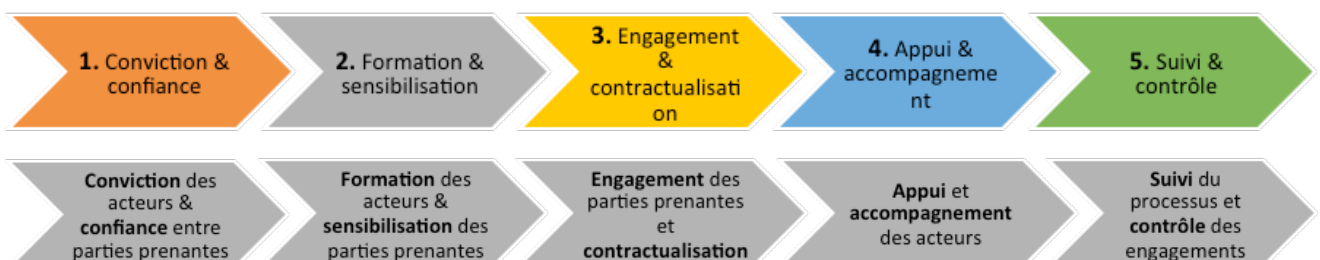 1. Conviction &
confiance
2. Formation &
sensibilisation
3. Engagement
&
contractualisati
on
4. Appui &
accompagneme
nt
5. Suivi &
contrôle
Conviction des
acteurs &
confiance entre
parties prenantes
Formation des
acteurs &
sensibilisation des
parties prenantes
Engagement des
parties prenantes
et
contractualisation
Appui et
accompagnement
des acteurs
Suivi du
processus et
contrôle des
engagements